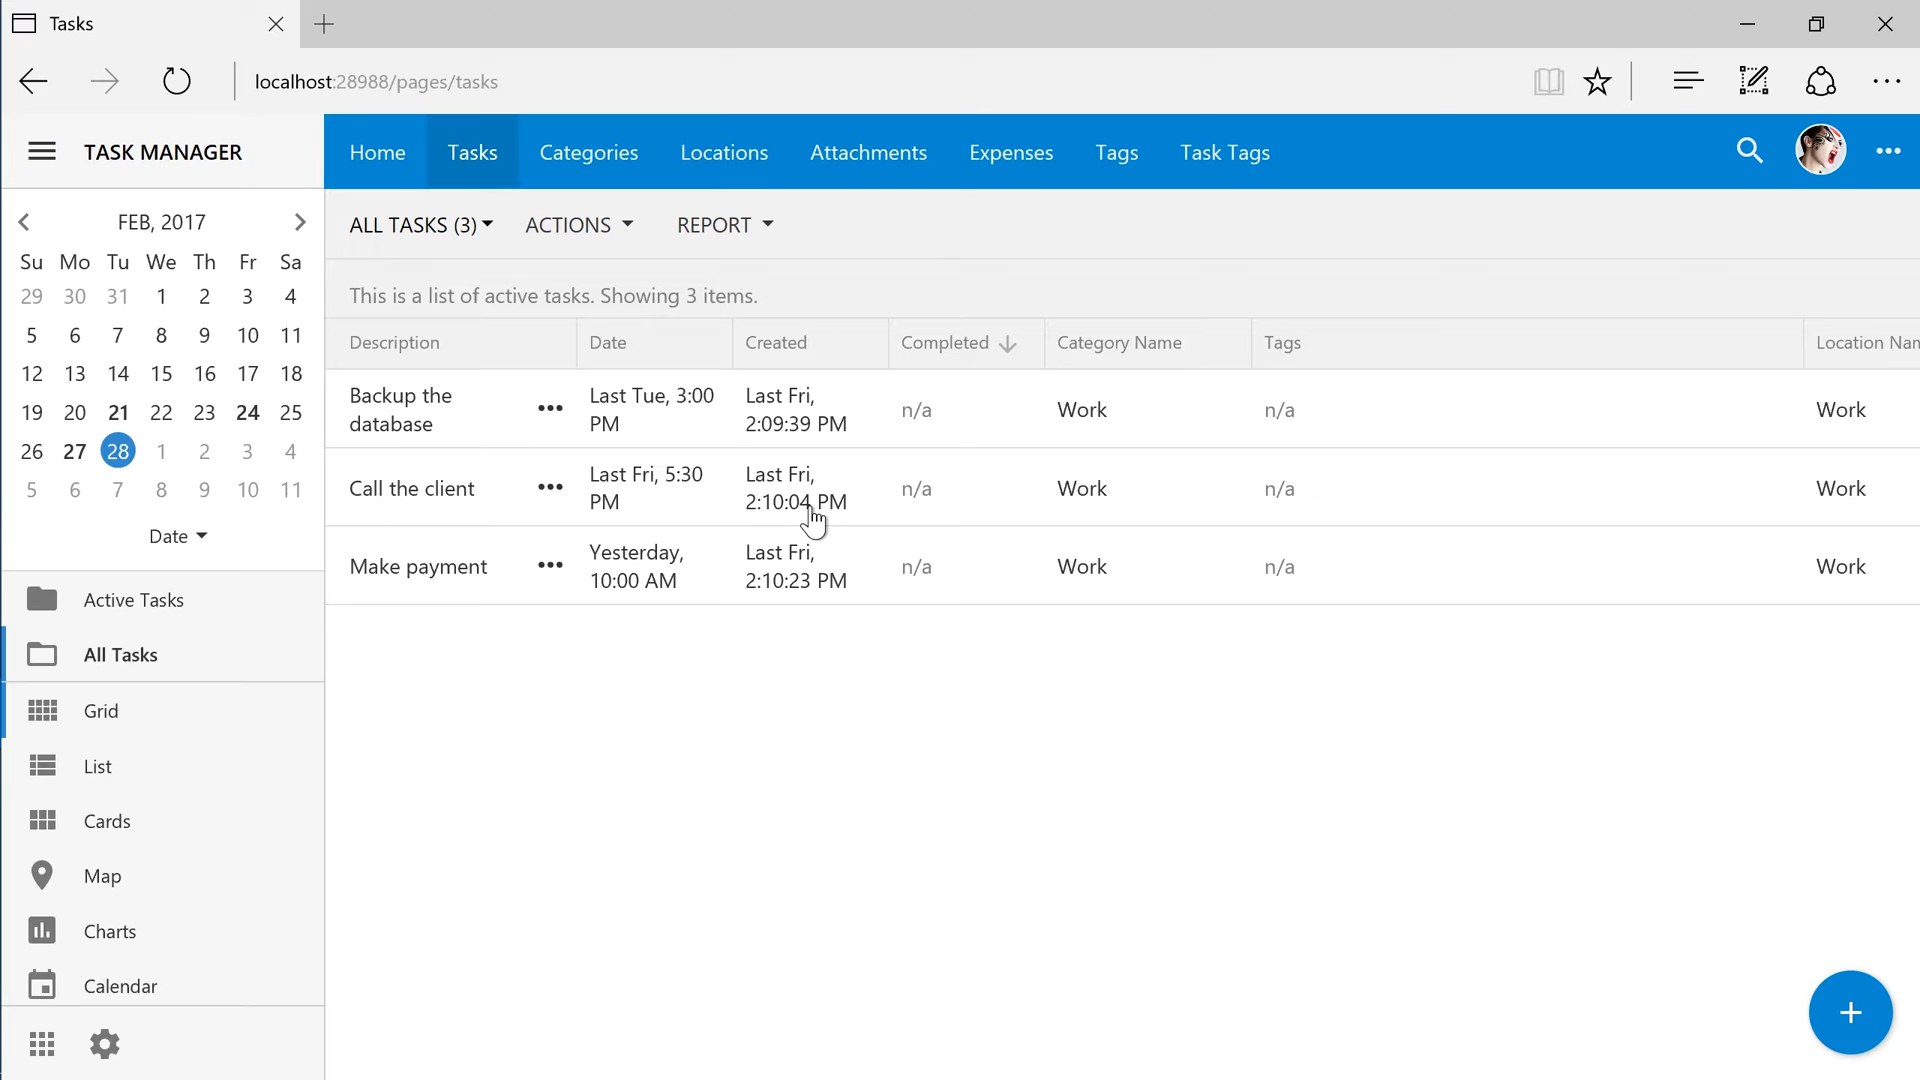 Tasks
localhost:28988/pages/tasks
TASK MANAGER
Home Tasks Categories Locations Attachments Expenses Tags Task Tags
FEB, 2017
Su Mo Tu We Th Fr Sa
29 30 31 1 2 3 4
5 6 7 8 9 10 11
12 13 14 15 16 17 18
19 20 21 22 23 24 25
26 27 28 1 2 3 4
5 6 7 8 9 10 11
Date
Active Tasks
All Tasks
Grid
List
Cards
Map
Charts
Calendar
ALL TASKS (3) ACTIONS REPORT
This is a list of active tasks. Showing 3 items.
Description Date Created Completed Category Name Tags Location Nam
Backup the
database
Last Tue, 3:00
PM
Last Fri,
2:09:39 PM
n/a
Work
n/a
Work
Call the client
Last Fri, 5:30
PM
Last Fri,
2:10:04 PM
n/a
Work
n/a
Work
Make payment
Yesterday,
10:00 AM
Last Fri,
2:10:23 PM
n/a
Work
n/a
Work